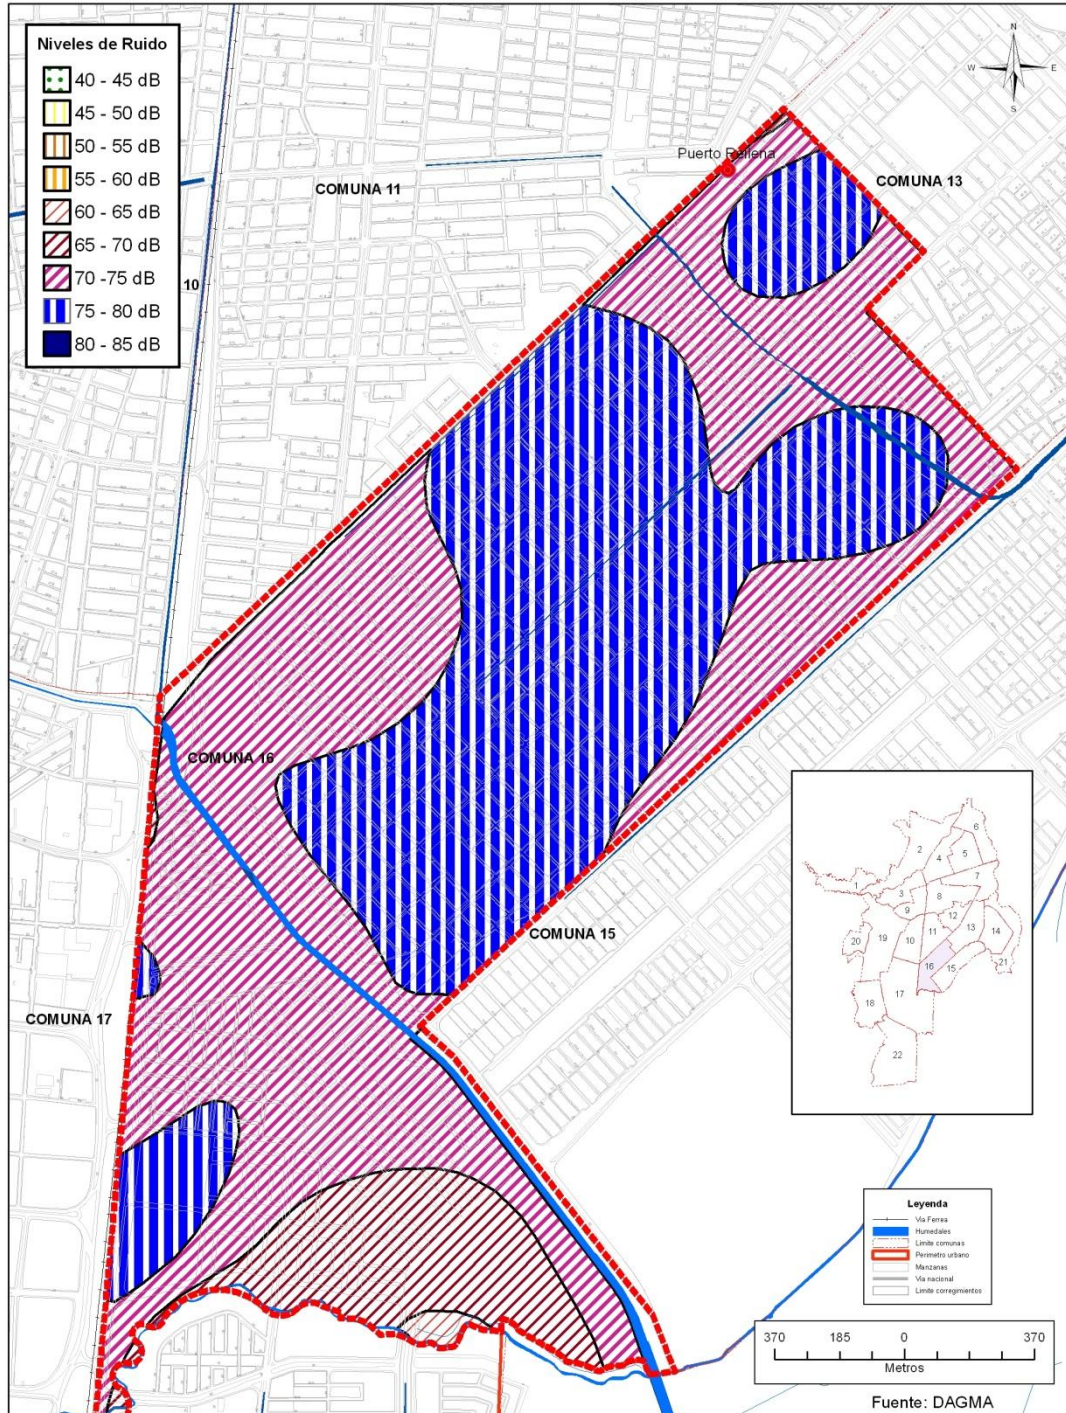 Niveles de Ruido
40 - 45 dB
45 - 50 dB
50 - 55 dB
55 - 60 dB
60 - 65 dB
65 - 70 dB
70 -75 dB
75 - 80 dB
80 - 85 dB
N
W E
S
Puerto Rellena
COMUNA 11
COMUNA 13
10
COMUNA 16
COMUNA 15
COMUNA 17
6
2
5
4
7
1
3
8
9
12
11
13
14
20
19
10
16
15
21
17
18
22
Leyenda
Via Ferrea
Humedales
Limite comunas
Perimetro urbano
Manzanas
Via nacional
Limite corregimientos
370 185 0 370
Metros
Fuente: DAGMA